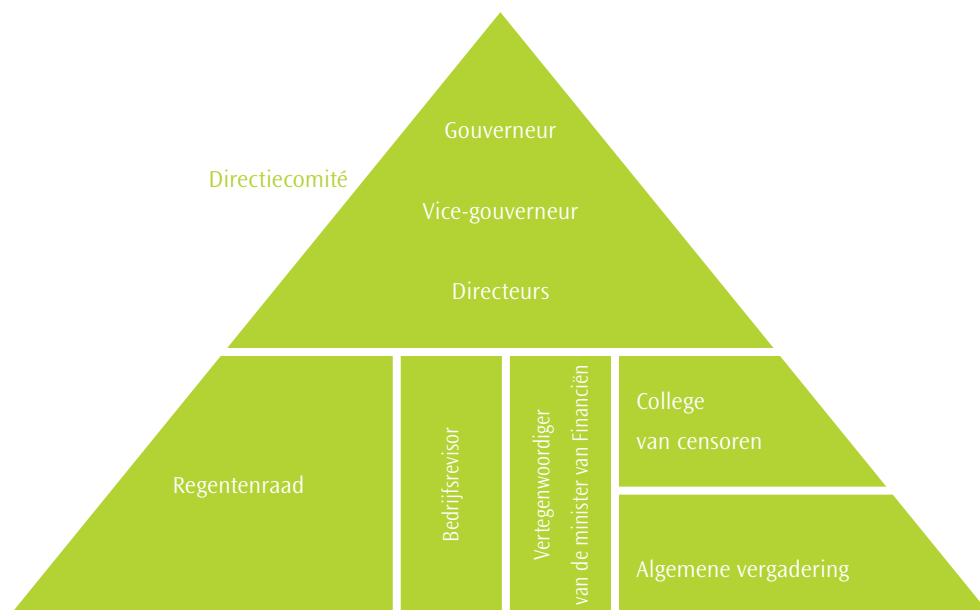 Gouverneur
Directiecomité
Vice-gouverneur
Directeurs
Regentenraad
Bedrijfsrevisor
Vertegenwoordiger
van de minister van Financiën
College
van censoren
Algemene vergadering